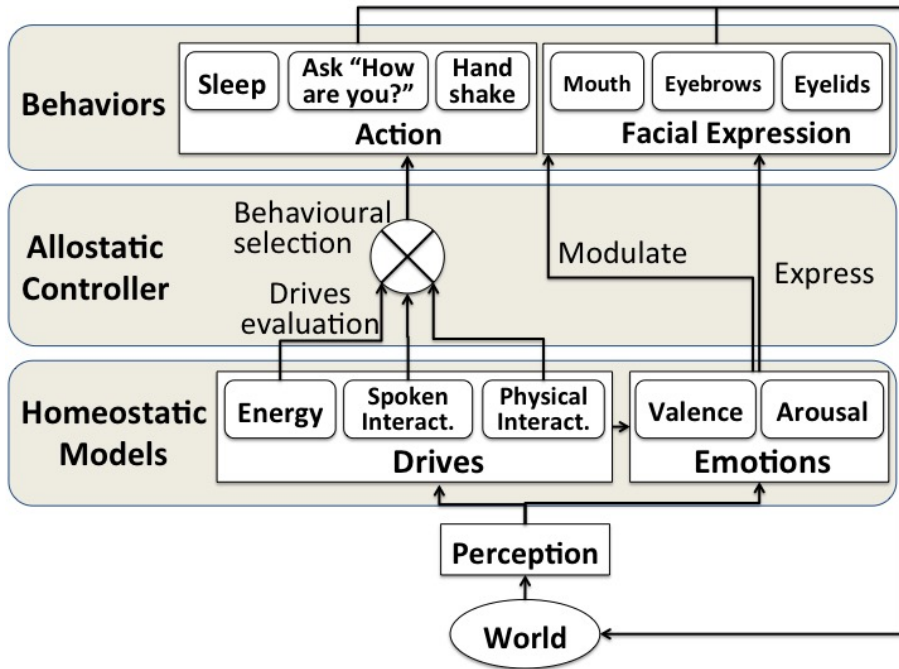 Behaviors
Sleep
Ask “How
are you?”
Hand
shake
Action
Mouth
Eyebrows
Eyelids
Facial Expression
Allostatic
Controller
Behavioural
selection
Drives
evaluation
Modulate
Express
Homeostatic
Models
Energy
Spoken
Interact.
Physical
Interact.
Drives
Valence
Arousal
Emotions
Perception
World